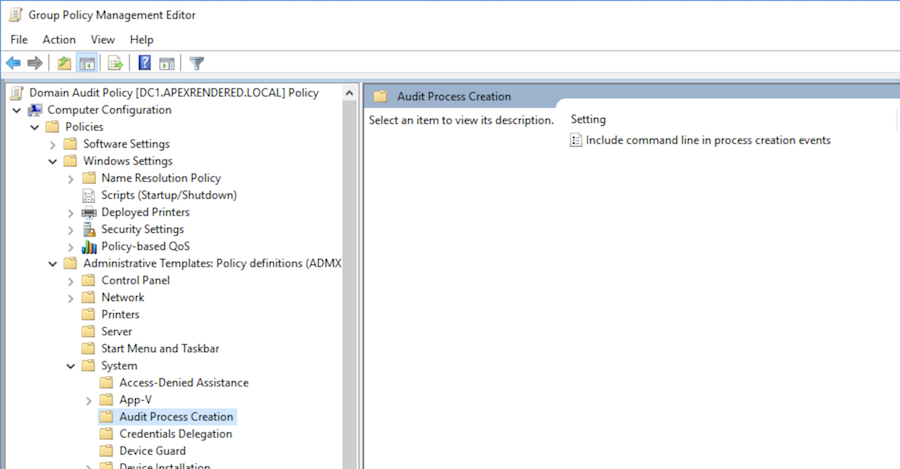 Group Policy Management Editor
File Action View Help
Domain Audit Policy [DC1.APEXRENDERED.LOCAL] Policy
Computer Configuration
Policies
Software Settings
Windows Settings
Name Resolution Policy
Scripts (Startup/Shutdown)
Deployed Printers
Security Settings
Policy-based QoS
Administrative Templates: Policy definitions (ADMX
Control Panel
Network
Printers
Server
Start Menu and Taskbar
System
Access-Denied Assistance
App-V
Audit Process Creation
Credentials Delegation
Device Guard
Device Installation
Audit Process Creation
Select an item to view its description.
Setting
Include command line in process creation events